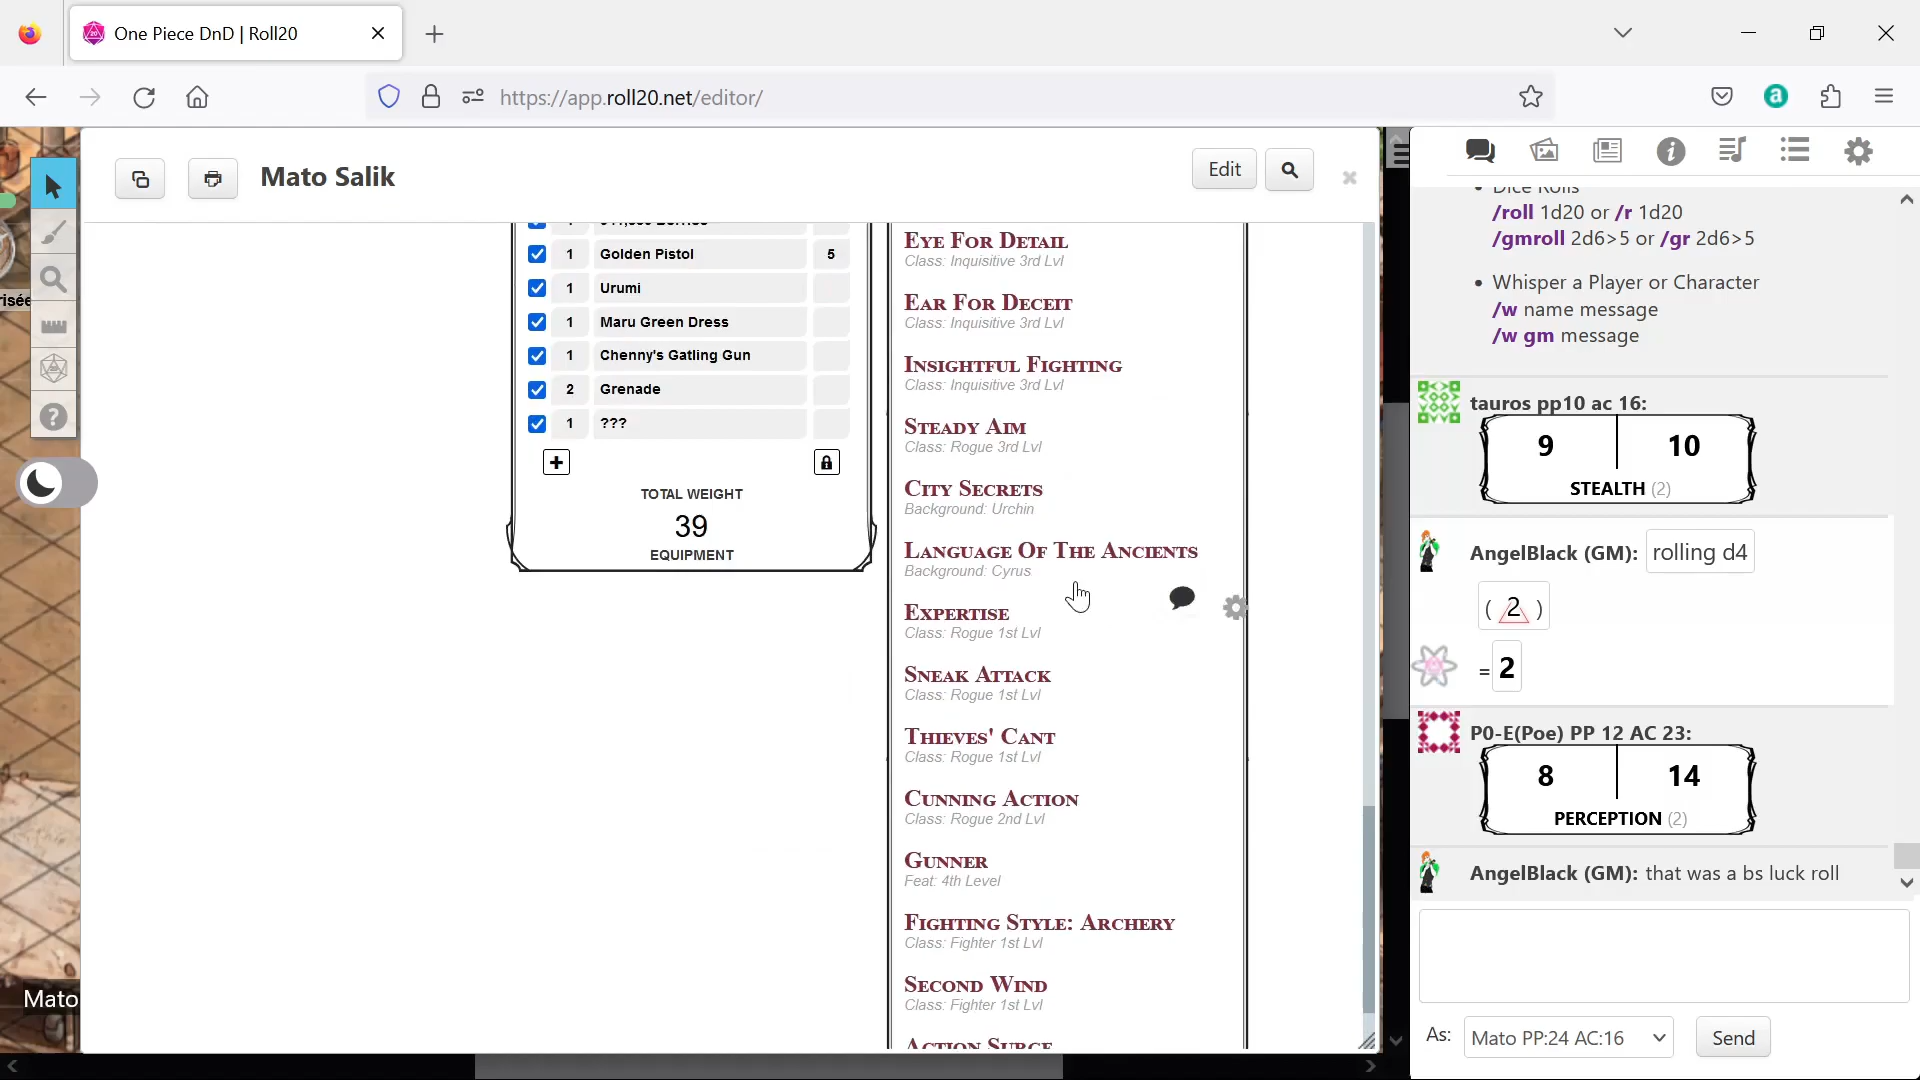 One Piece DnD | Roll20
https://app.roll20.net/editor/
Mato Salik
Edit
1 Golden Pistol 5
1 Urumi
1 Maru Green Dress
1 Chenny's Gatling Gun
2 Grenade
1 ???
TOTAL WEIGHT
39
EQUIPMENT
Eye For Detail
Class: Inquisitive 3rd Lvl
Ear For Deceit
Class: Inquisitive 3rd Lvl
Insightful Fighting
Class: Inquisitive 3rd Lvl
Steady Aim
Class: Rogue 3rd Lvl
City Secrets
Background: Urchin
Language Of The Ancients
Background: Cyrus
Expertise
Class: Rogue 1st Lvl
Sneak Attack
Class: Rogue 1st Lvl
Thieves' Cant
Class: Rogue 1st Lvl
Cunning Action
Class: Rogue 2nd Lvl
Gunner
Feat: 4th Level
Fighting Style: Archery
Class: Fighter 1st Lvl
Second Wind
Class: Fighter 1st Lvl
Action Surge
Mato
• Dice Rolls
/roll 1d20 or /r 1d20
/gmroll 2d6>5 or /gr 2d6>5
• Whisper a Player or Character
/w name message
/w gm message
tauros pp10 ac 16:
9 10
STEALTH (2)
AngelBlack (GM): rolling d4
( 2 )
= 2
P0-E(Poe) PP 12 AC 23:
8 14
PERCEPTION (2)
AngelBlack (GM): that was a bs luck roll
As: Mato PP:24 AC:16
Send